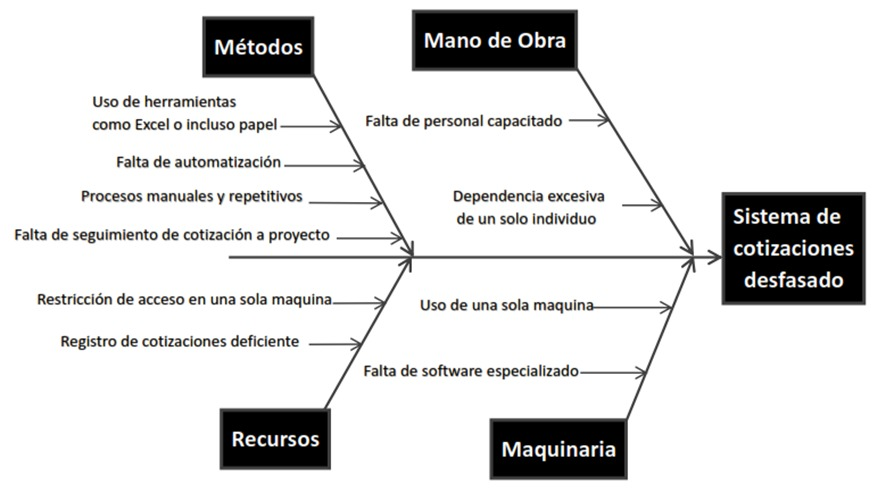 Métodos
Mano de Obra
Uso de herramientas
como Excel o incluso papel
Falta de automatización
Procesos manuales y repetitivos
Falta de seguimiento de cotización a proyecto
Falta de personal capacitado
Dependencia excesiva
de un solo individuo
Sistema de
cotizaciones
desfasado
Restricción de acceso en una sola maquina
Registro de cotizaciones deficiente
Uso de una sola maquina
Falta de software especializado
Recursos
Maquinaria